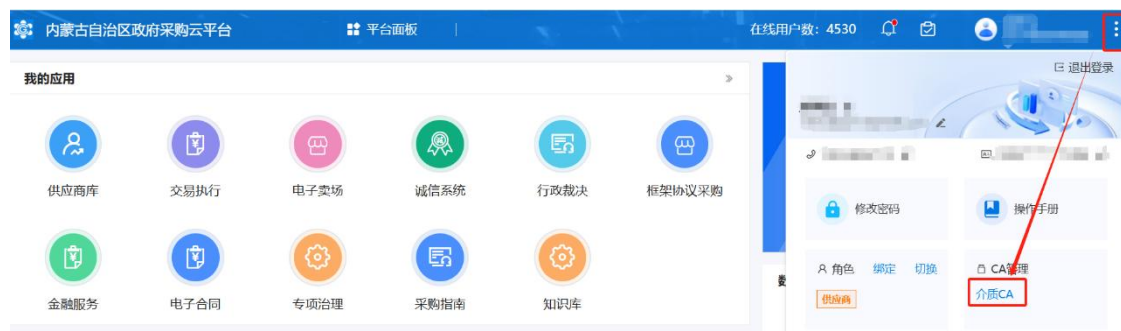 内蒙古自治区政府采购云平台 平台面板 在线用户数：4530
我的应用
退出登录
供应商库 交易执行 电子卖场 诚信系统 行政裁决 框架协议采购
修改密码 操作手册
角色 绑定 切换 CA管理
供应商 介质CA
金融服务 电子合同 专项治理 采购指南 知识库